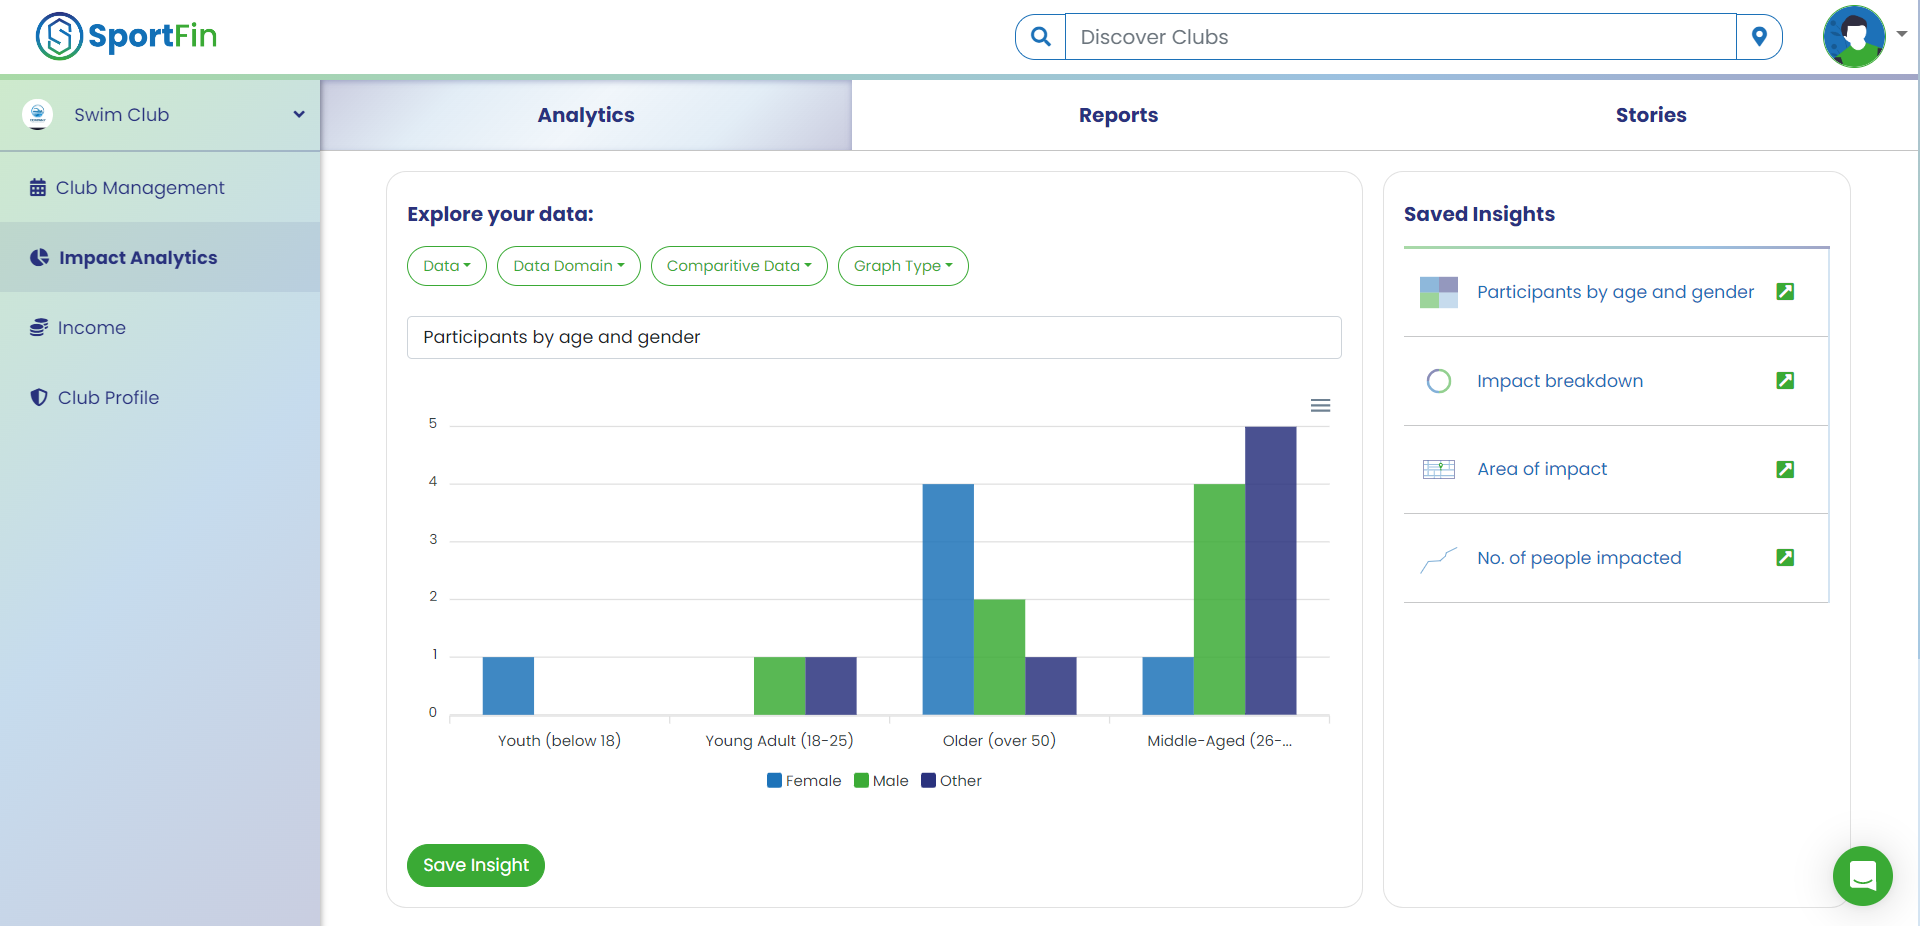 SportFin
Discover Clubs
Swim Club
Analytics
Reports
Stories
Club Management
Impact Analytics
Income
Club Profile
Explore your data:
Data
Data Domain
Comparitive Data
Graph Type
Participants by age and gender
5
4
3
2
1
0
Youth (below 18)
Young Adult (18-25)
Older (over 50)
Middle-Aged (26-...
Female
Male
Other
Save Insight
Saved Insights
Participants by age and gender
Impact breakdown
Area of impact
No. of people impacted